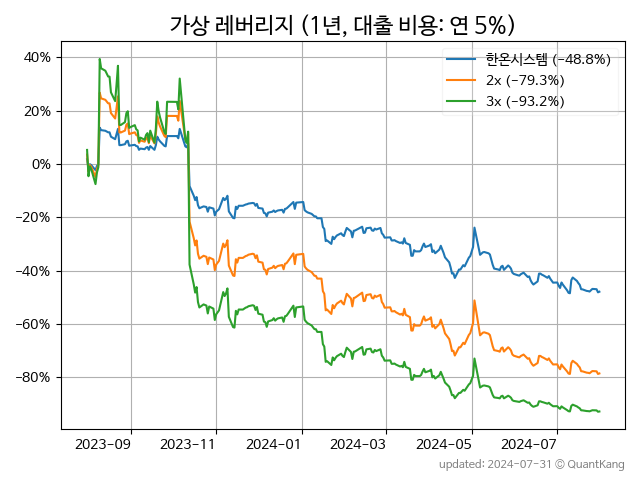 가상 레버리지 (1년, 대출 비용: 연 5%)
한온시스템 (−48.8%)
2x (−79.3%)
3x (−93.2%)
40%
20%
0%
−20%
−40%
−60%
−80%
2023-09 2023-11 2024-01 2024-03 2024-05 2024-07
updated: 2024-07-31 © QuantKang